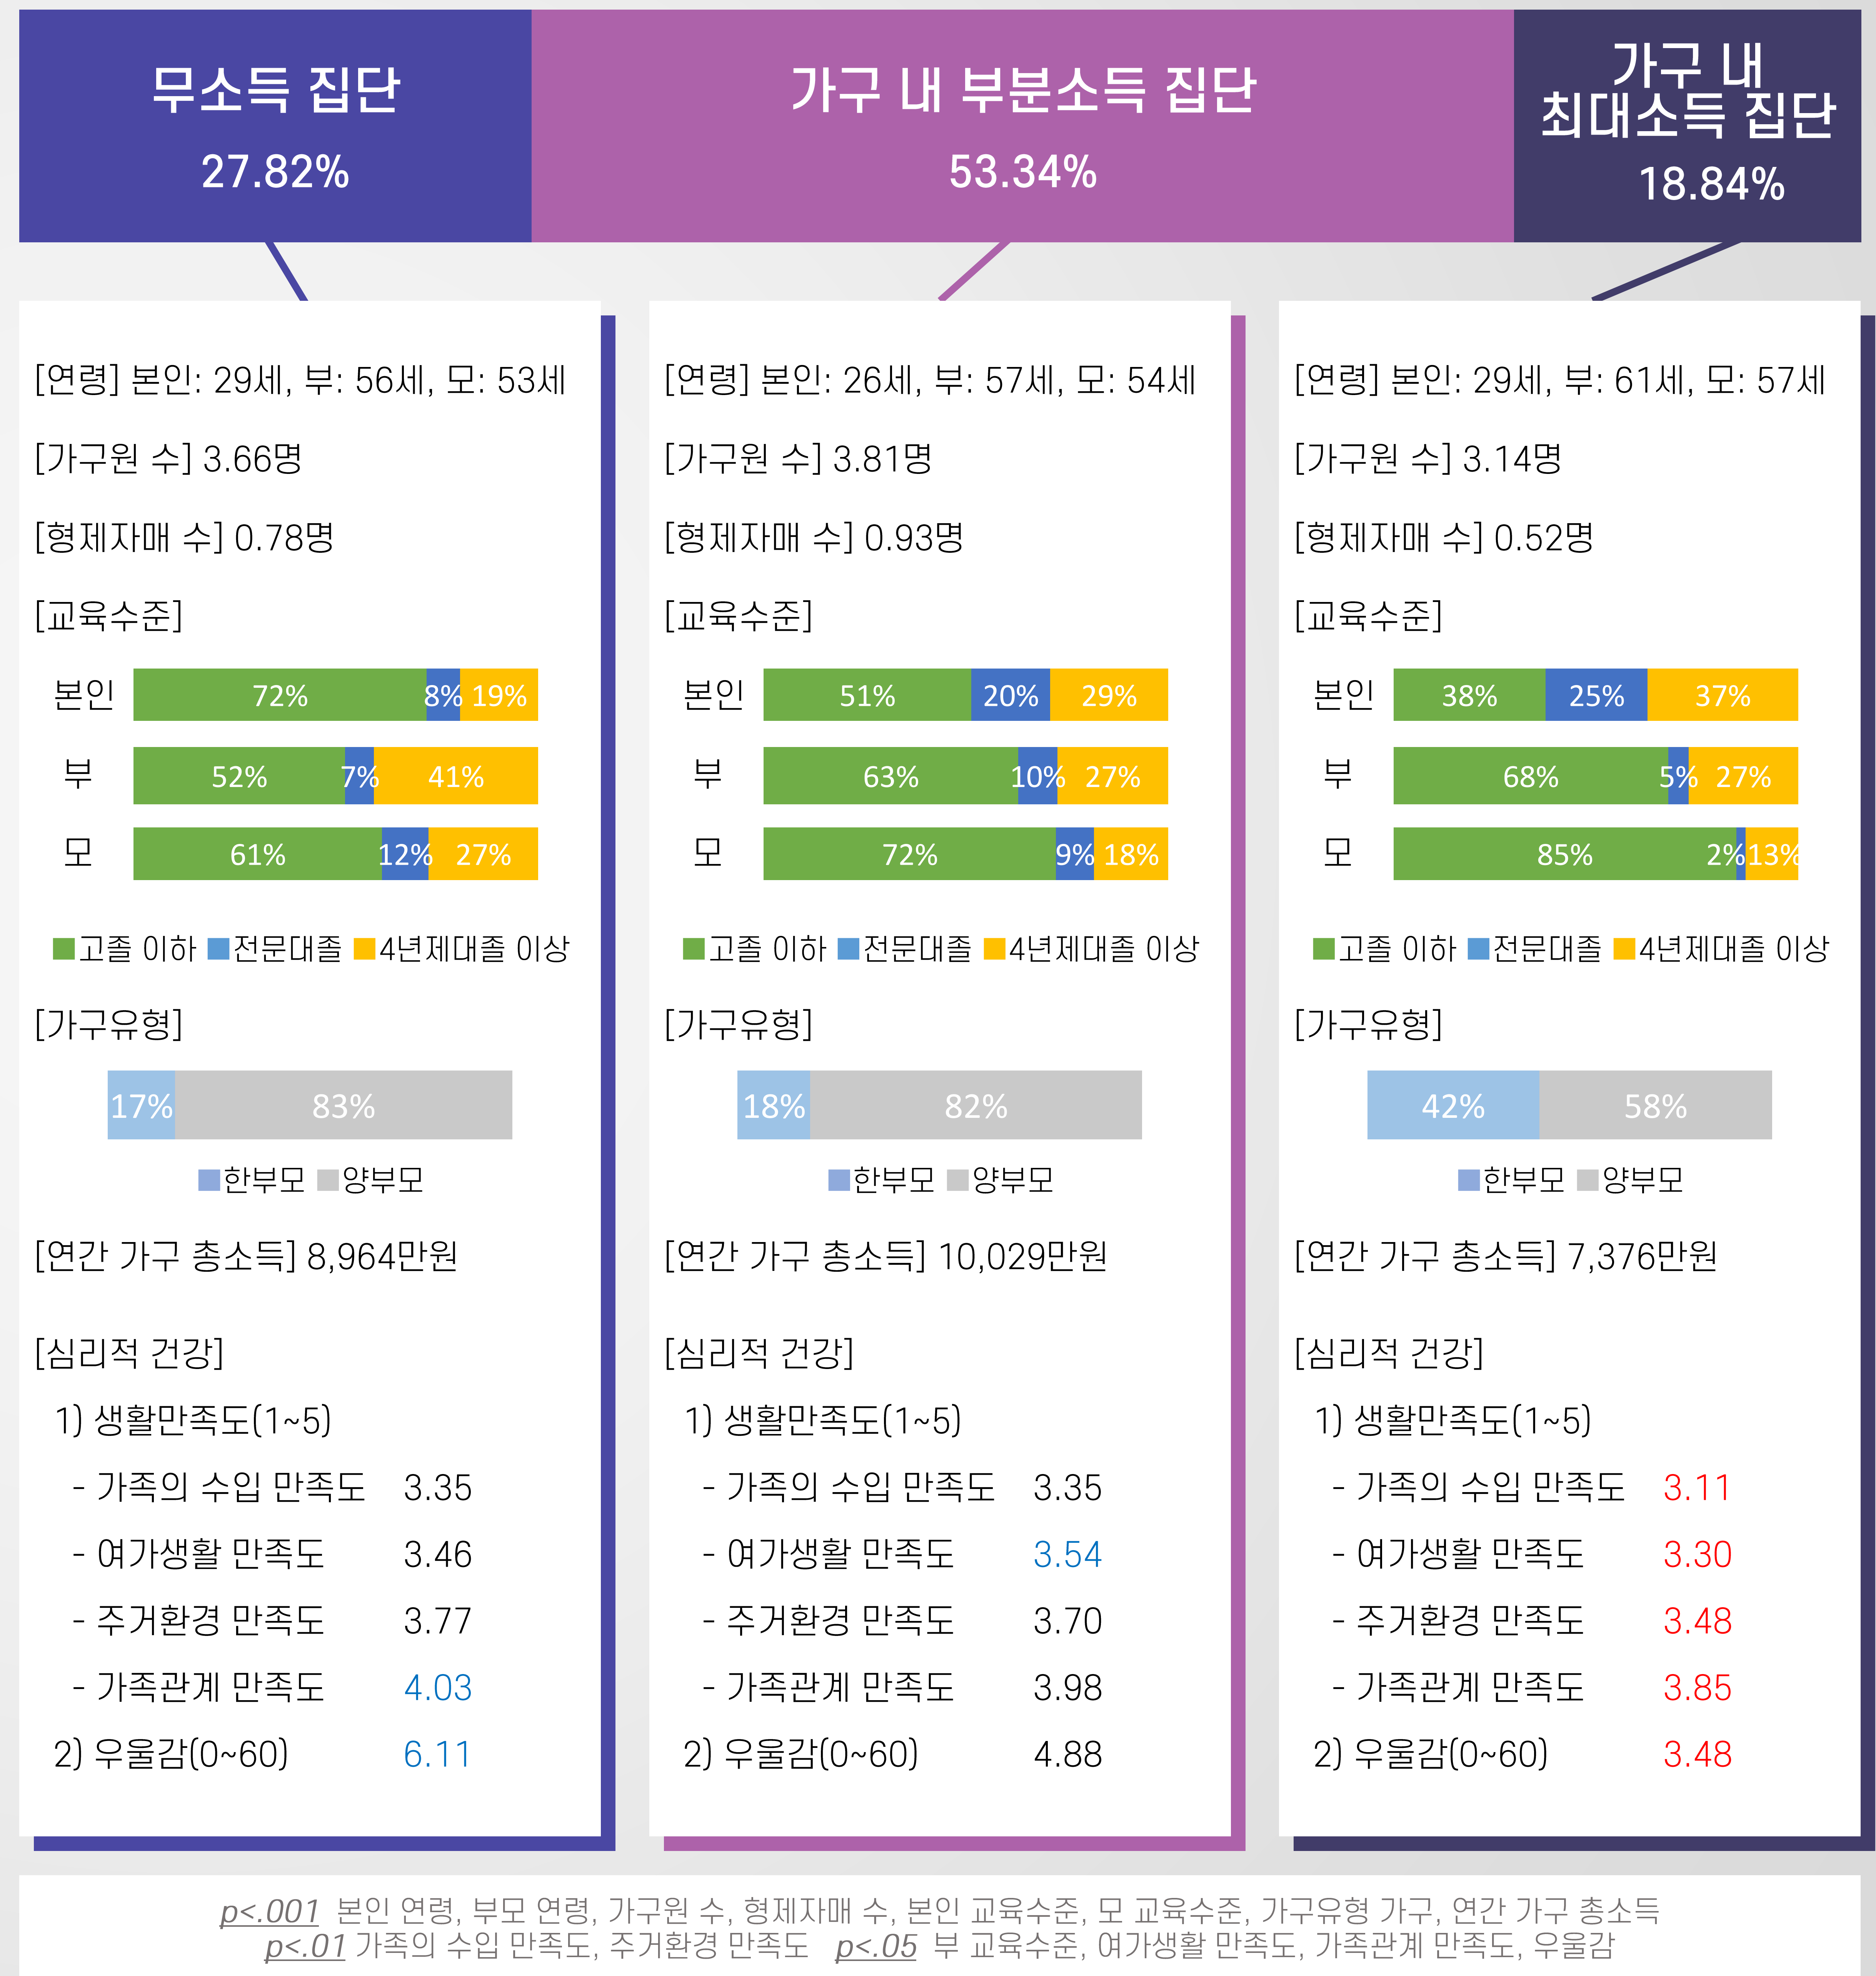 무소득 집단
27.82%
가구 내 부분소득 집단
53.34%
가구 내
최대소득 집단
18.84%
[연령] 본인: 29세, 부: 56세, 모: 53세
[가구원 수] 3.66명
[형제자매 수] 0.78명
[교육수준]
본인 72% 8% 19%
부 52% 7% 41%
모 61% 12% 27%
고졸 이하 전문대졸 4년제대졸 이상
[가구유형]
17% 83%
한부모 양부모
[연간 가구 총소득] 8,964만원
[심리적 건강]
1) 생활만족도(1~5)
- 가족의 수입 만족도 3.35
- 여가생활 만족도 3.46
- 주거환경 만족도 3.77
- 가족관계 만족도 4.03
2) 우울감(0~60) 6.11
[연령] 본인: 26세, 부: 57세, 모: 54세
[가구원 수] 3.81명
[형제자매 수] 0.93명
[교육수준]
본인 51% 20% 29%
부 63% 10% 27%
모 72% 9% 18%
고졸 이하 전문대졸 4년제대졸 이상
[가구유형]
18% 82%
한부모 양부모
[연간 가구 총소득] 10,029만원
[심리적 건강]
1) 생활만족도(1~5)
- 가족의 수입 만족도 3.35
- 여가생활 만족도 3.54
- 주거환경 만족도 3.70
- 가족관계 만족도 3.98
2) 우울감(0~60) 4.88
[연령] 본인: 29세, 부: 61세, 모: 57세
[가구원 수] 3.14명
[형제자매 수] 0.52명
[교육수준]
본인 38% 25% 37%
부 68% 5% 27%
모 85% 2% 13%
고졸 이하 전문대졸 4년제대졸 이상
[가구유형]
42% 58%
한부모 양부모
[연간 가구 총소득] 7,376만원
[심리적 건강]
1) 생활만족도(1~5)
- 가족의 수입 만족도 3.11
- 여가생활 만족도 3.30
- 주거환경 만족도 3.48
- 가족관계 만족도 3.85
2) 우울감(0~60) 3.48
p<.001 본인 연령, 부모 연령, 가구원 수, 형제자매 수, 본인 교육수준, 모 교육수준, 가구유형 가구, 연간 가구 총소득
p<.01 가족의 수입 만족도, 주거환경 만족도 p<.05 부 교육수준, 여가생활 만족도, 가족관계 만족도, 우울감